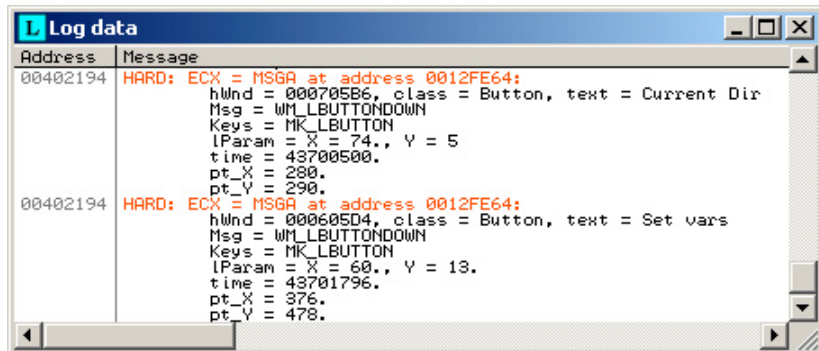 L Log data
Address Message
00402194 HARD: ECX = MSGA at address 0012FE64:
hWnd = 000705B6, class = Button, text = Current Dir
Msg = WM_LBUTTONDOWN
Keys = MK_LBUTTON
lParam = X = 74., Y = 5
time = 43700500.
pt_X = 280.
pt_Y = 290.
00402194 HARD: ECX = MSGA at address 0012FE64:
hWnd = 000605D4, class = Button, text = Set vars
Msg = WM_LBUTTONDOWN
Keys = MK_LBUTTON
lParam = X = 60., Y = 13.
time = 43701796.
pt_X = 376.
pt_Y = 478.